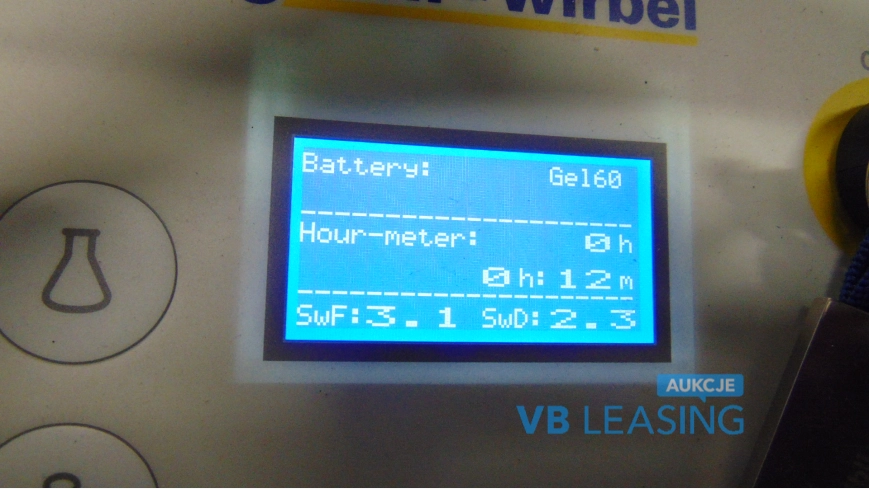 Wirbel
Battery: Gel60
Hour-meter: 0h
0h:12m
SwF:3.1 SwD:2.3
AUKCJE
VB LEASING